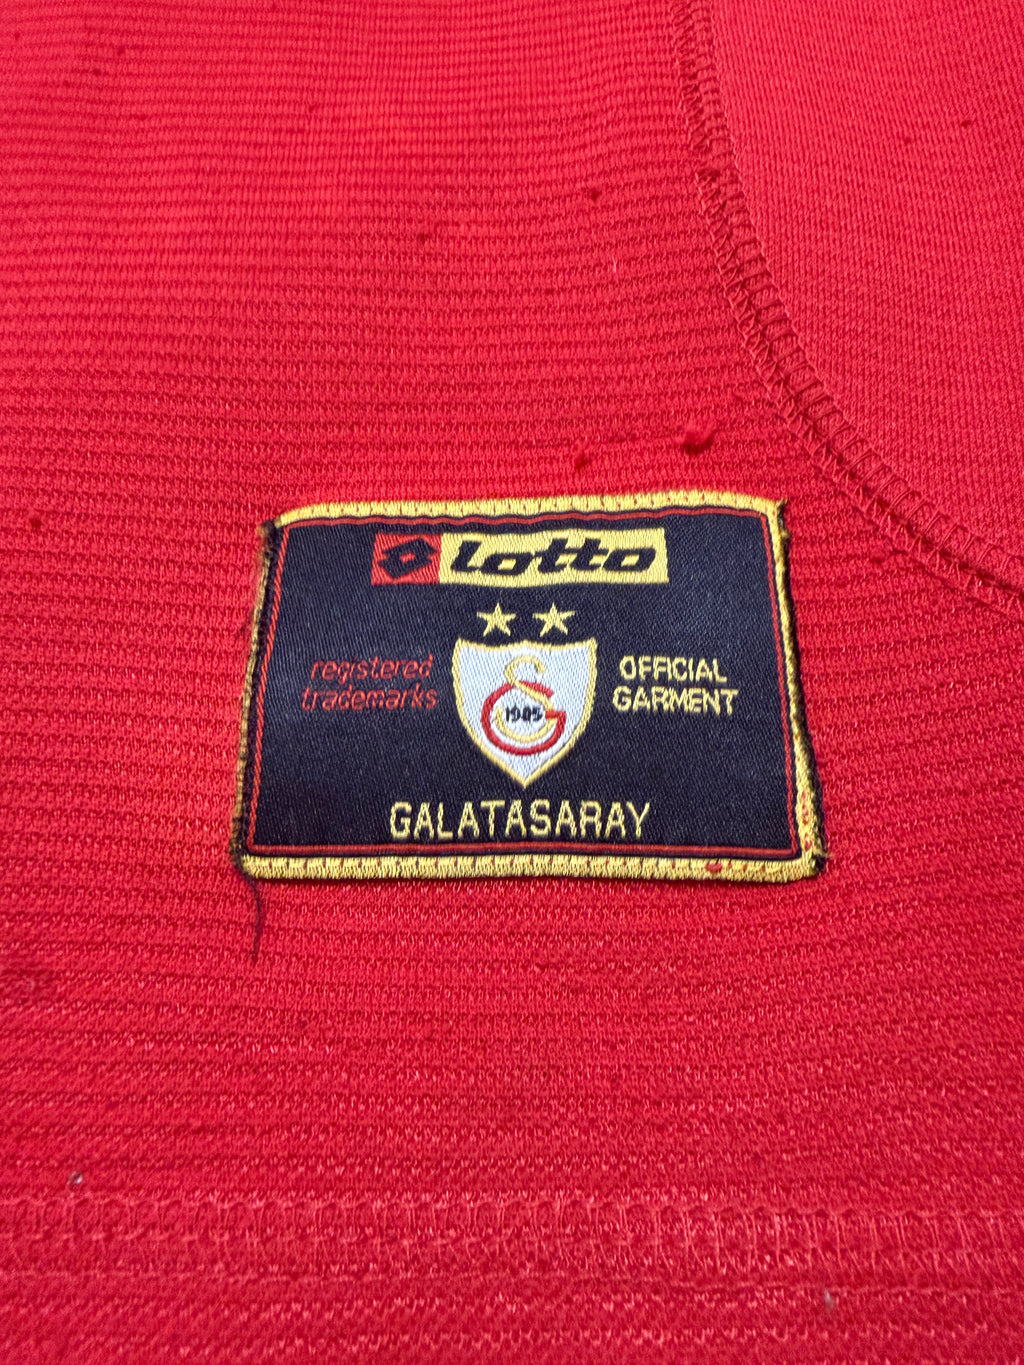 lotto
registered
trademarks
1905
OFFICIAL
GARMENT
GALATASARAY